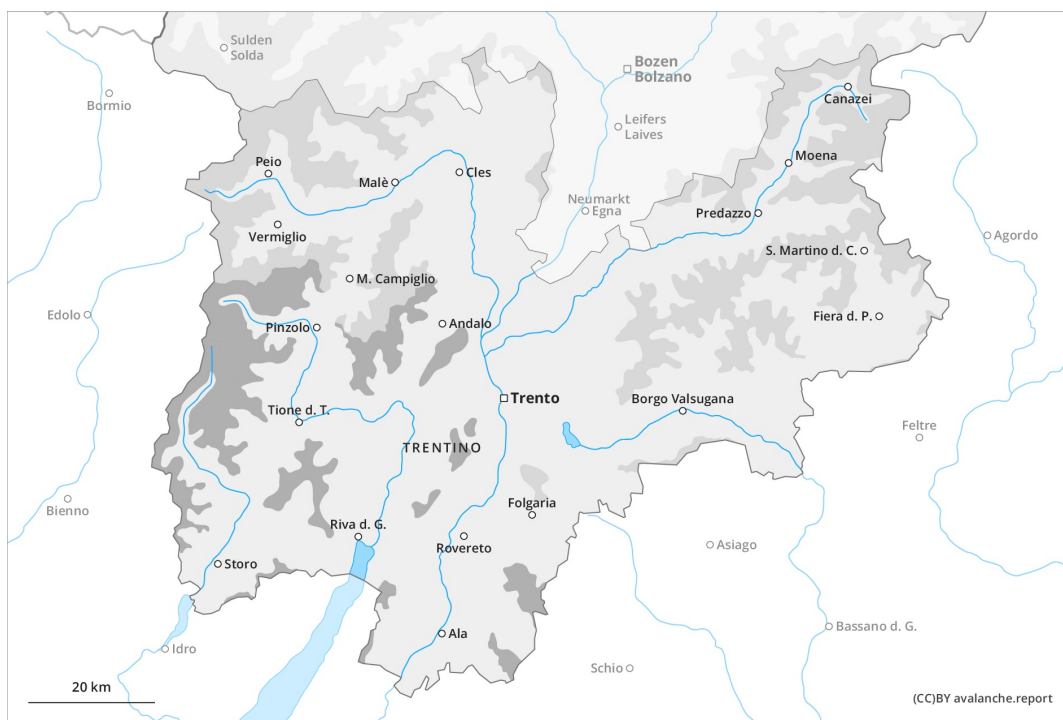 Sulden
Solda
Bozen
Bolzano
Bormio
Canazei
Leifers
Laives
Moena
Peio
Malè
Cles
Neumarkt
Egna
Predazzo
Vermiglio
Agordo
S. Martino d. C.
M. Campiglio
Edolo
Pinzolo
Andalo
Fiera d. P.
Trento
Borgo Valsugana
Tione d. T.
Feltre
TRENTINO
Bienno
Folgaria
Riva d. G.
Rovereto
Asiago
Storo
Ala
Bassano d. G.
Idro
Schio
20 km
(CC)BY avalanche.report